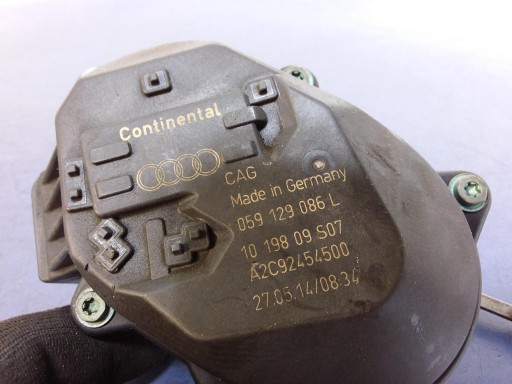 Continental
CAG
Made in Germany
059 129 086 L
10 198 09 S07
A2C92454500
27.05.14/08:34